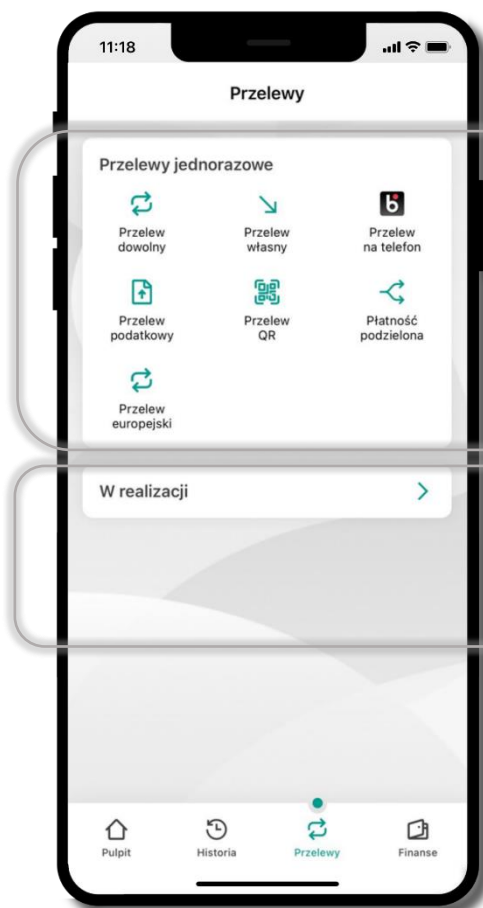 11:18
Przelewy
Przelewy jednorazowe
Przelew
dowolny
Przelew
własny
Przelew
na telefon
Przelew
podatkowy
Przelew
QR
Płatność
podzielona
Przelew
europejski
W realizacji
Pulpit
Historia
Przelewy
Finanse